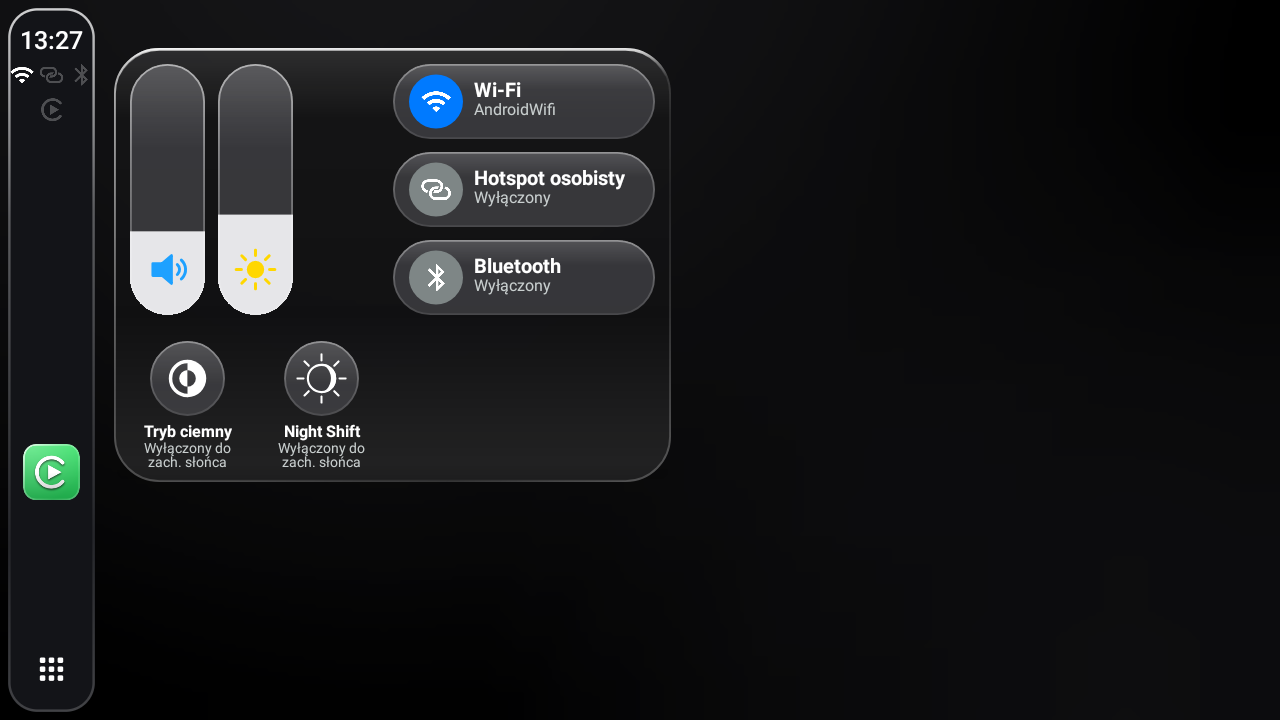 13:27
Wi-Fi
AndroidWifi
Hotspot osobisty
Wyłączony
Bluetooth
Wyłączony
Tryb ciemny
Wyłączony do
zach. słońca
Night Shift
Wyłączony do
zach. słońca